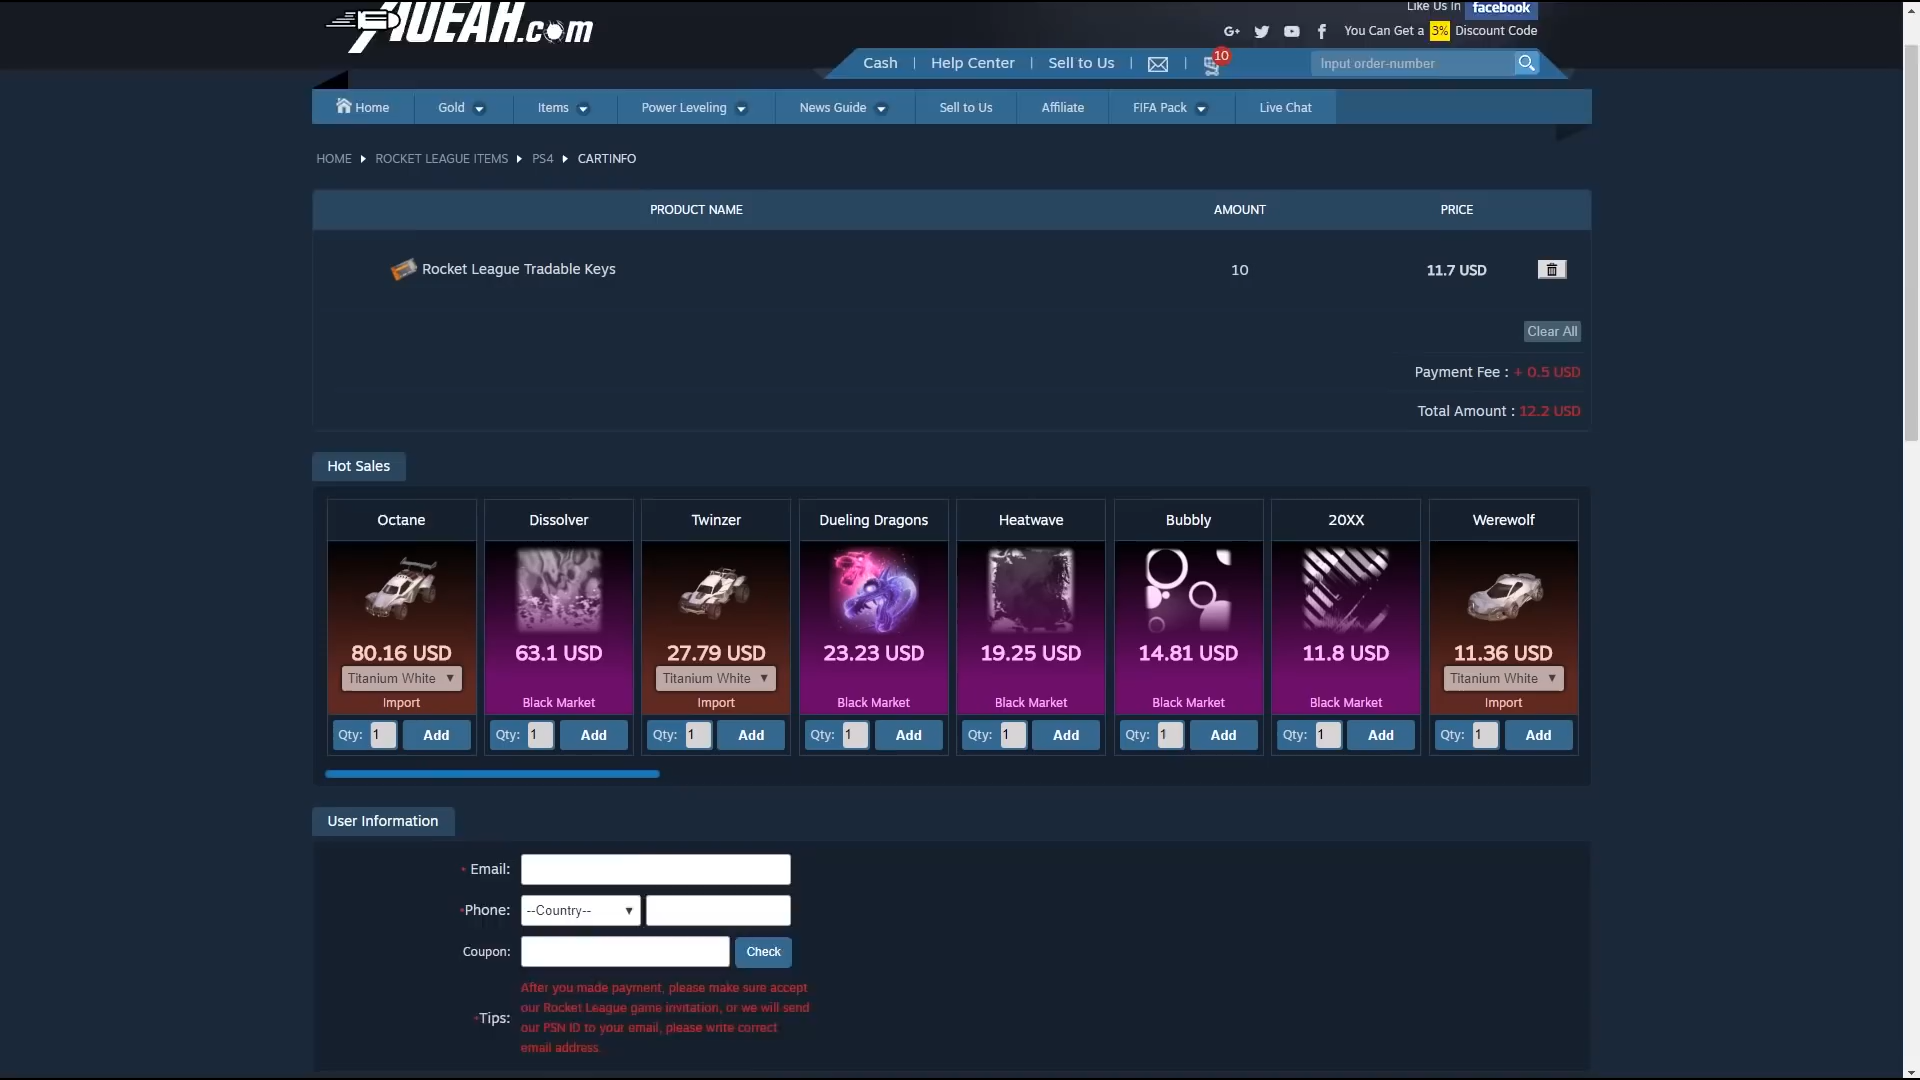 AOEAH.com
Like Us In facebook
You Can Get a 3% Discount Code
Cash | Help Center | Sell to Us | | 10 Input order-number
Home Gold Items Power Leveling News Guide Sell to Us Affiliate FIFA Pack Live Chat
HOME ROCKET LEAGUE ITEMS PS4 CARTINFO
PRODUCT NAME AMOUNT PRICE
Rocket League Tradable Keys 10 11.7 USD
Clear All
Payment Fee : + 0.5 USD
Total Amount : 12.2 USD
Hot Sales
Octane Dissolver Twinzer Dueling Dragons Heatwave Bubbly 20XX Werewolf
80.16 USD 63.1 USD 27.79 USD 23.23 USD 19.25 USD 14.81 USD 11.8 USD 11.36 USD
Titanium White Titanium White Titanium White
Import Black Market Import Black Market Black Market Black Market Black Market Import
Qty: 1 Add Qty: 1 Add Qty: 1 Add Qty: 1 Add Qty: 1 Add Qty: 1 Add Qty: 1 Add Qty: 1 Add
User Information
* Email:
*Phone: --Country--
Coupon: Check
After you made payment, please make sure accept
our Rocket League game invitation, or we will send
*Tips:
our PSN ID to your email, please write correct
email address.